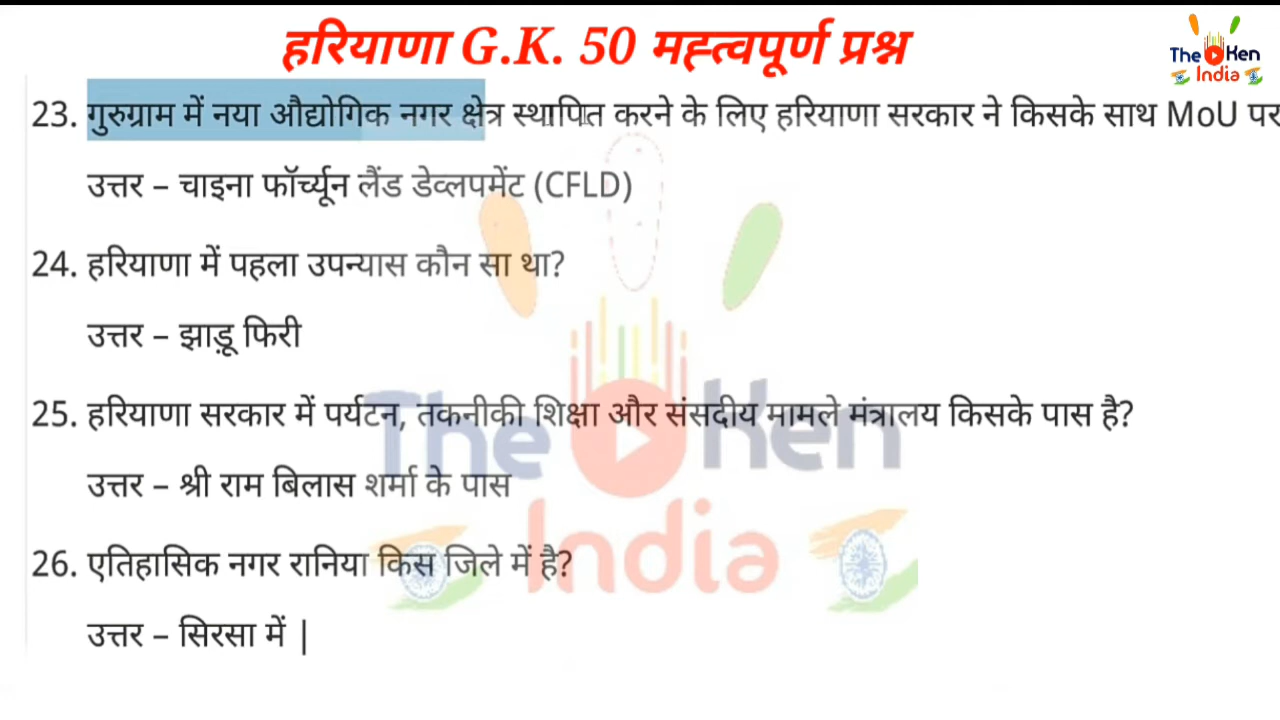 हरियाणा G.K. 50 मह्त्वपूर्ण प्रश्न
The Ken
India
23. गुरुग्राम में नया औद्योगिक नगर क्षेत्र स्थापित करने के लिए हरियाणा सरकार ने किसके साथ MoU पर
उत्तर – चाइना फॉर्च्यून लैंड डेव्लपमेंट (CFLD)
24. हरियाणा में पहला उपन्यास कौन सा था?
उत्तर – झाड़ू फिरी
25. हरियाणा सरकार में पर्यटन, तकनीकी शिक्षा और संसदीय मामले मंत्रालय किसके पास है?
उत्तर – श्री राम बिलास शर्मा के पास
26. एतिहासिक नगर रानिया किस जिले में है?
उत्तर – सिरसा में |
The Ken
India